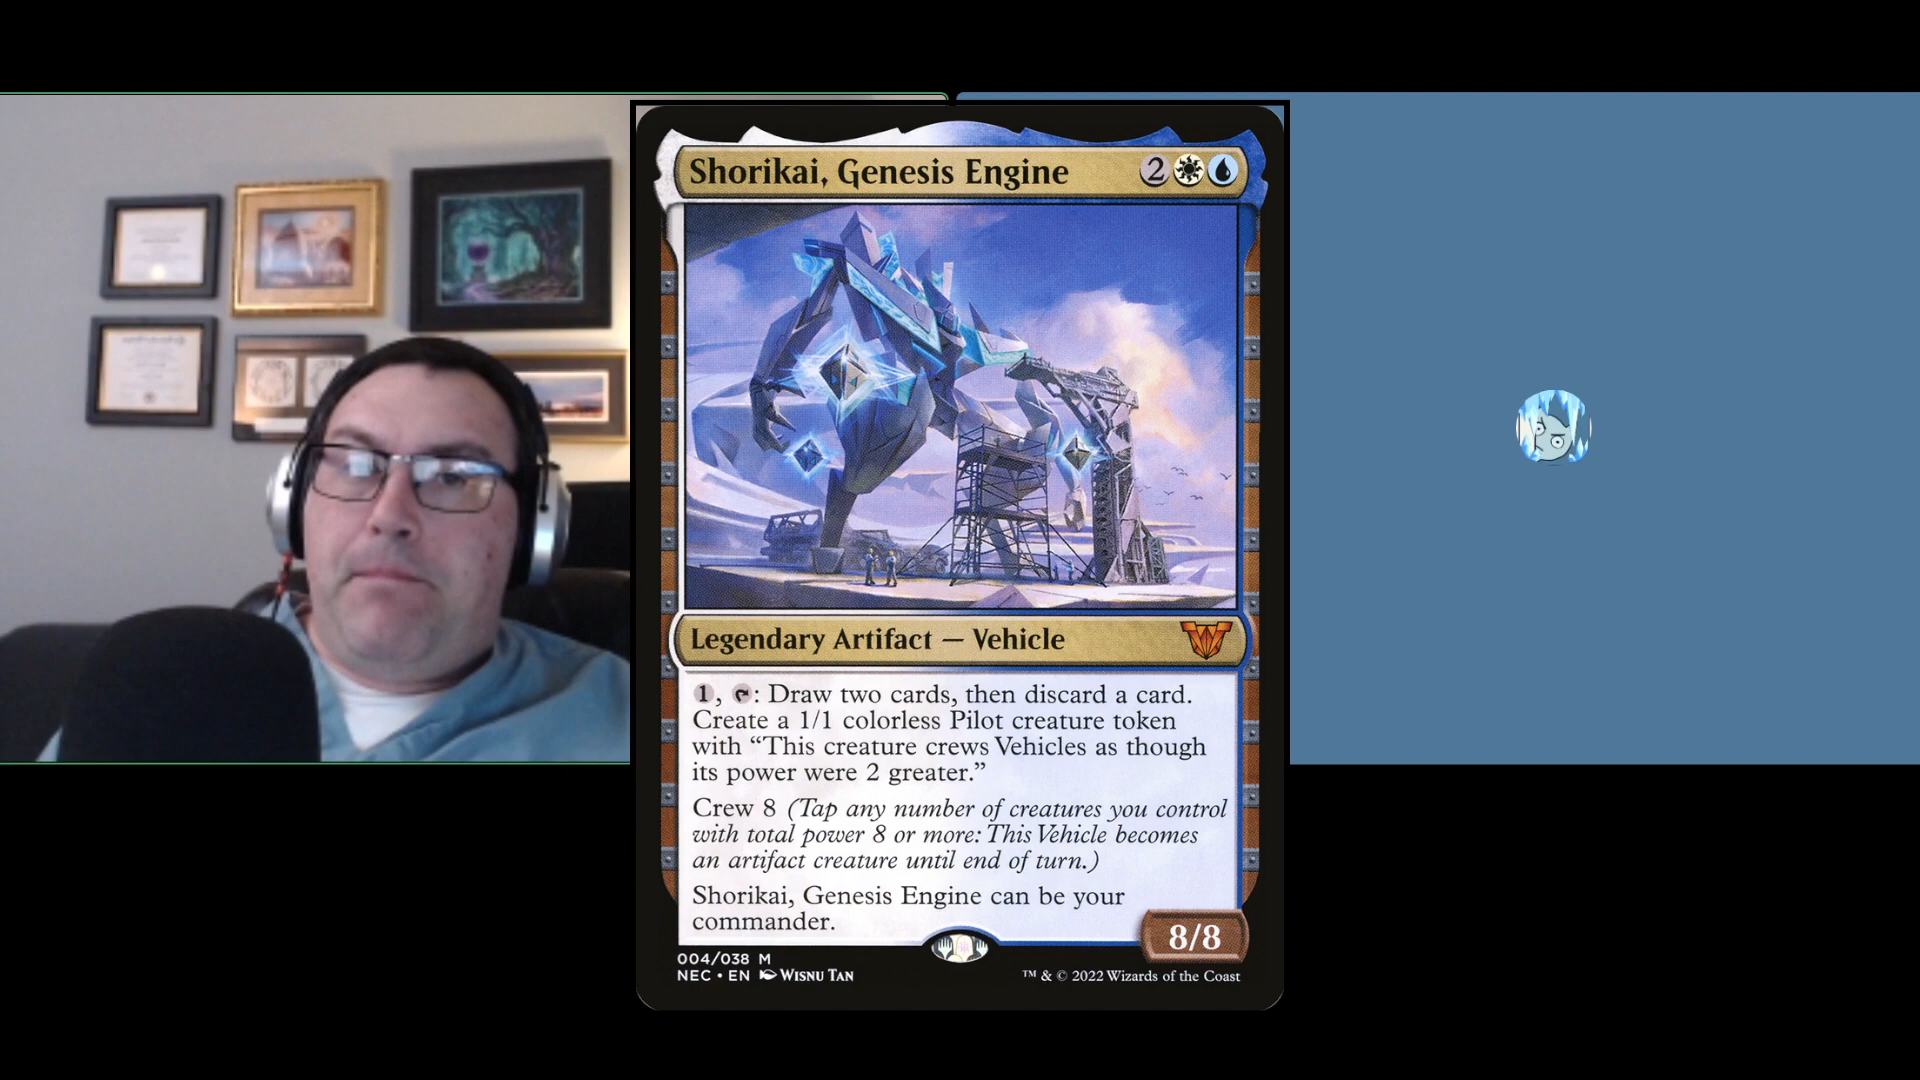 Shorikai, Genesis Engine 2
Legendary Artifact — Vehicle
1, : Draw two cards, then discard a card.
Create a 1/1 colorless Pilot creature token
with “This creature crews Vehicles as though
its power were 2 greater.”
Crew 8 (Tap any number of creatures you control
with total power 8 or more: This Vehicle becomes
an artifact creature until end of turn.)
Shorikai, Genesis Engine can be your
commander.
8/8
004/038 M
NEC • EN Wisnu Tan
™ & © 2022 Wizards of the Coast